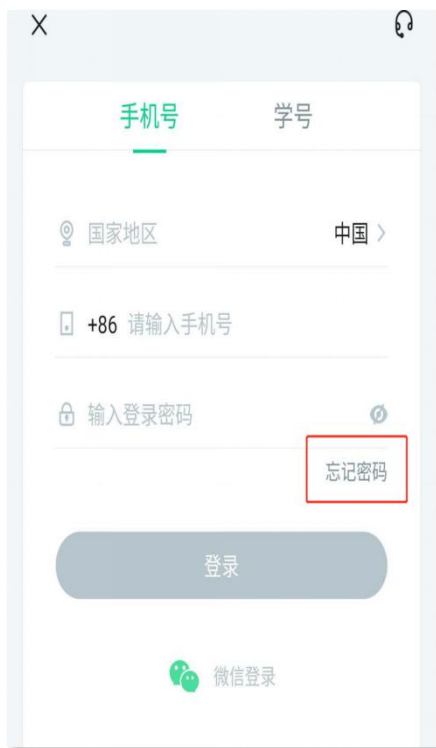 手机号 学号
国家地区 中国
+86 请输入手机号
输入登录密码
忘记密码
登录
微信登录